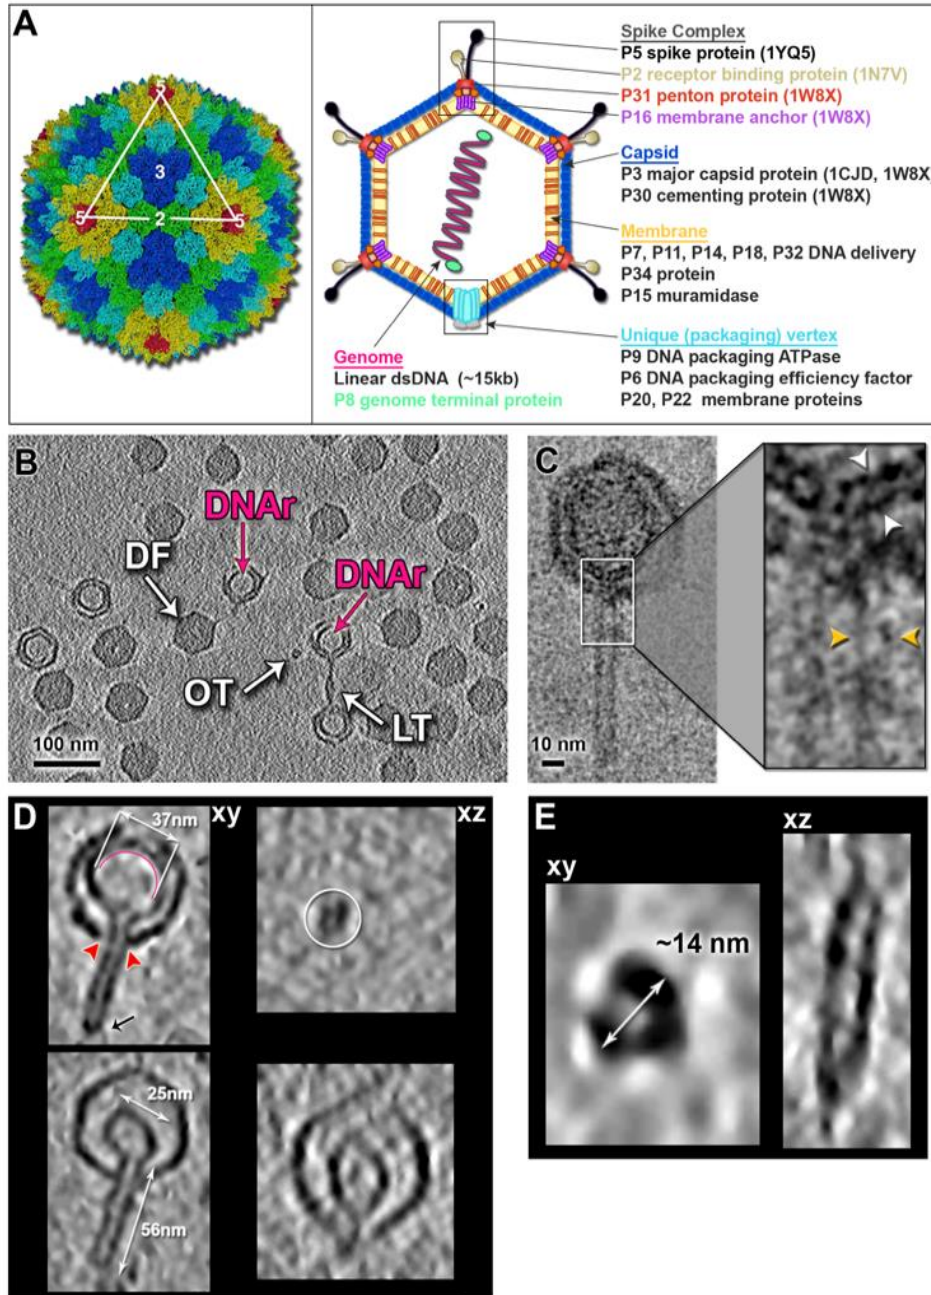 A
5
3
5
2
5
Spike Complex
P5 spike protein (1YQ5)
P2 receptor binding protein (1N7V)
P31 penton protein (1W8X)
P16 membrane anchor (1W8X)
Capsid
P3 major capsid protein (1CJD, 1W8X)
P30 cementing protein (1W8X)
Membrane
P7, P11, P14, P18, P32 DNA delivery
P34 protein
P15 muramidase
Unique (packaging) vertex
P9 DNA packaging ATPase
P6 DNA packaging efficiency factor
P20, P22 membrane proteins
Genome
Linear dsDNA (~15kb)
P8 genome terminal protein
B
DNAr
DF
DNAr
OT
LT
100 nm
C
10 nm
D
xy
37nm
xz
25nm
56nm
E
xy
xz
~14 nm